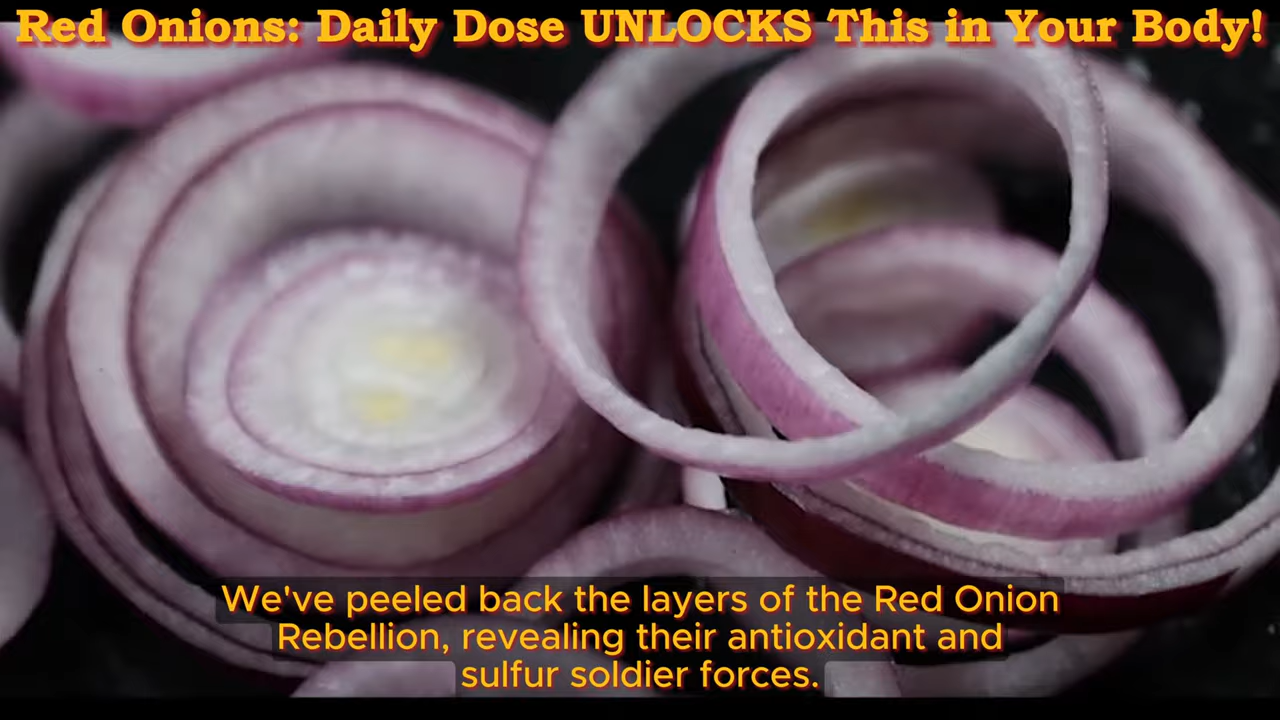 Red Onions: Daily Dose UNLOCKS This in Your Body!
We've peeled back the layers of the Red Onion
Rebellion, revealing their antioxidant and
sulfur soldier forces.